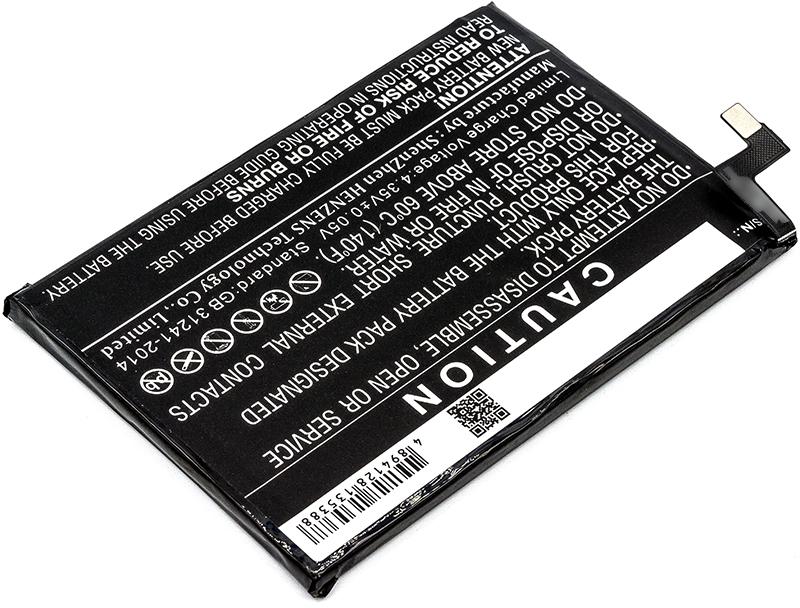 CAUTION
•DO NOT ATTEMPT TO DISASSEMBLE, OPEN OR SERVICE
THE BATTERY PACK.
•REPLACE ONLY WITH THE BATTERY PACK DESIGNATED
FOR PRODUCT.
•DO NOT CRUSH, PUNCTURE, SHORT EXTERNAL CONTACTS
OR DISPOSE OF IN FIRE OR WATER.
•DO NOT STORE ABOVE 60℃ (140℉).
Limited Charge Voltage:4.35V±0.05V Standard:GB 31241-2014
Manufacture by: ShenZhen HENZENS Technology Co., Limited
ATTENTION!
NEW BATTERY PACK MUST BE FULLY CHARGED BEFORE USE.
TO REDUCE RISK OF FIRE OR BURNS
READ INSTRUCTIONS IN OPERATING GUIDE BEFORE USING THE BATTERY.
Pb
S/N.:
4894128135388